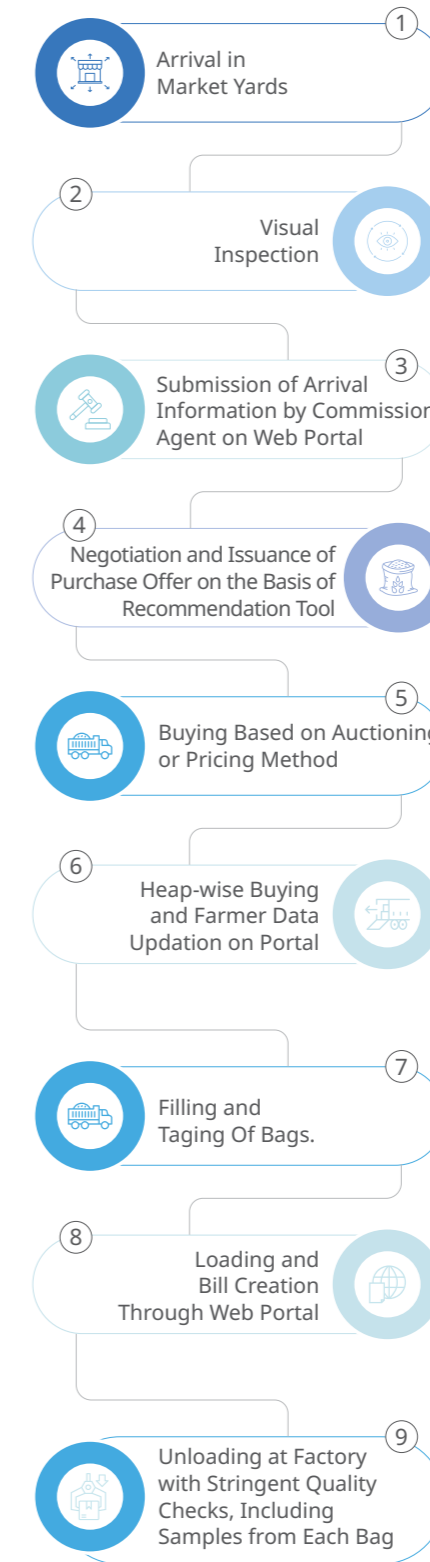 1
Arrival in
Market Yards
2
Visual
Inspection
3
Submission of Arrival
Information by Commission
Agent on Web Portal
4
Negotiation and Issuance of
Purchase Offer on the Basis of
Recommendation Tool
5
Buying Based on Auctioning
or Pricing Method
6
Heap-wise Buying
and Farmer Data
Updation on Portal
7
Filling and
Taging Of Bags.
8
Loading and
Bill Creation
Through Web Portal
9
Unloading at Factory
with Stringent Quality
Checks, Including
Samples from Each Bag